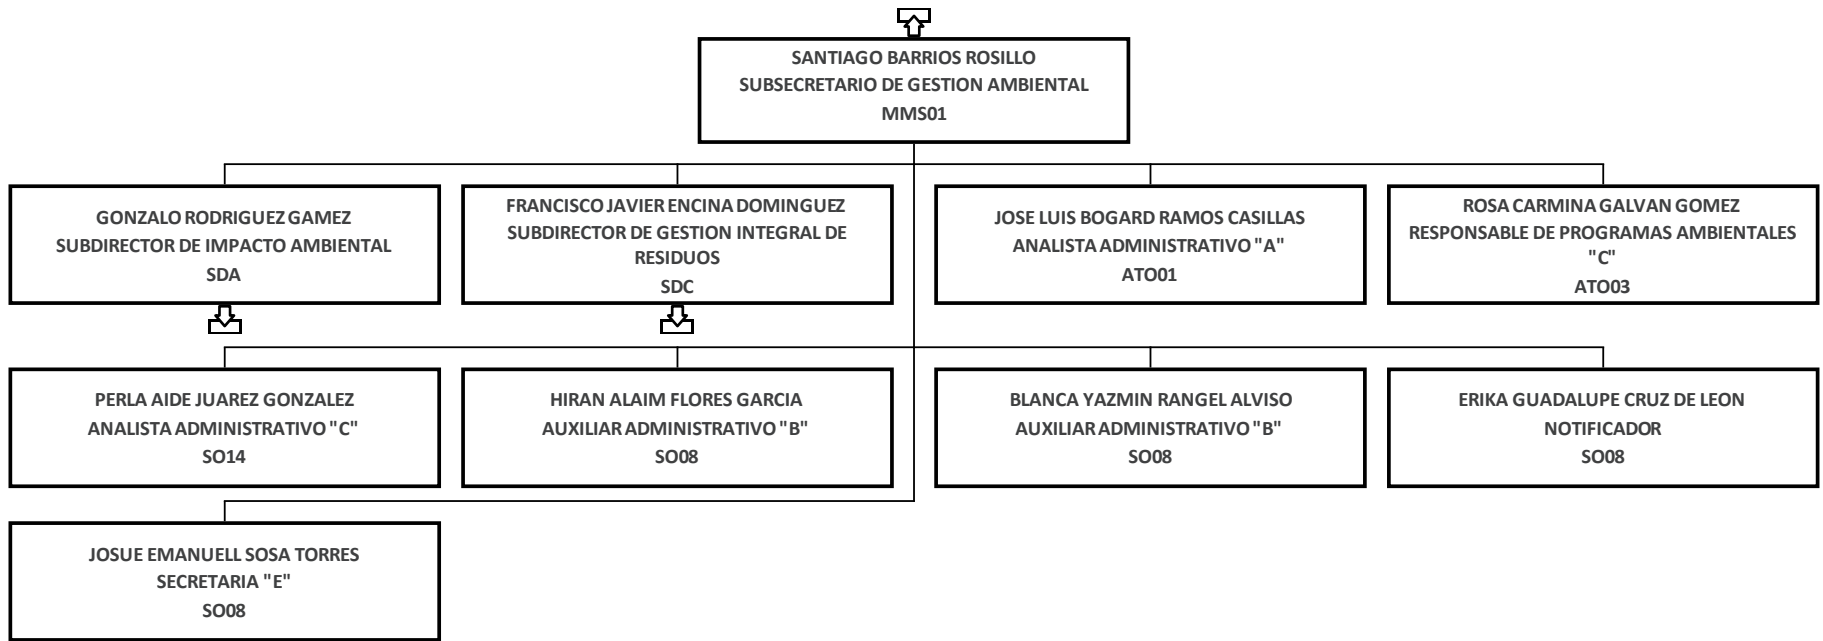 SANTIAGO BARRIOS ROSILLO
SUBSECRETARIO DE GESTION AMBIENTAL
MMS01
GONZALO RODRIGUEZ GAMEZ
SUBDIRECTOR DE IMPACTO AMBIENTAL
SDA
FRANCISCO JAVIER ENCINA DOMINGUEZ
SUBDIRECTOR DE GESTION INTEGRAL DE
RESIDUOS
SDC
JOSE LUIS BOGARD RAMOS CASILLAS
ANALISTA ADMINISTRATIVO "A"
ATO01
ROSA CARMINA GALVAN GOMEZ
RESPONSABLE DE PROGRAMAS AMBIENTALES
"C"
ATO03
PERLA AIDE JUAREZ GONZALEZ
ANALISTA ADMINISTRATIVO "C"
SO14
HIRAN ALAIM FLORES GARCIA
AUXILIAR ADMINISTRATIVO "B"
SO08
BLANCA YAZMIN RANGEL ALVISO
AUXILIAR ADMINISTRATIVO "B"
SO08
ERIKA GUADALUPE CRUZ DE LEON
NOTIFICADOR
SO08
JOSUE EMANUELL SOSA TORRES
SECRETARIA "E"
SO08